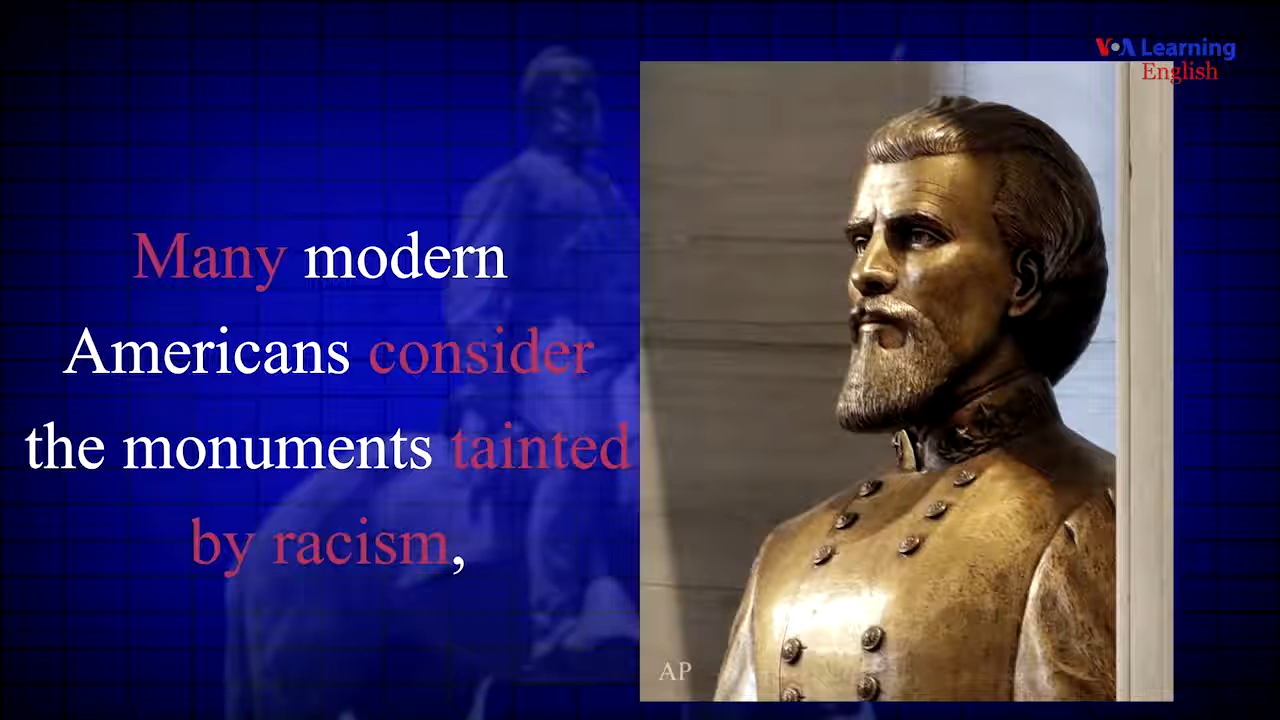 VOA Learning
English
Many modern
Americans consider
the monuments tainted
by racism,
AP